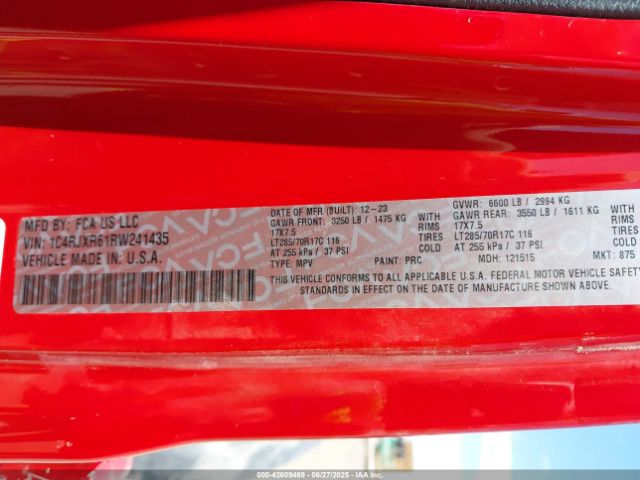 MFD BY: FCA US LLC
VIN: 1C4RJXR61RW241435
VEHICLE MADE IN: U.S.A.
DATE OF MFR (BUILT): 12-23
GAWR FRONT: 3250 LB / 1475 KG
17X7.5 RIMS
LT285/70R17C 116 TIRES
AT 255 kPa / 37 PSI COLD
TYPE: MPV PAINT: PRC
GVWR: 6600 LB / 2994 KG
GAWR REAR: 3550 LB / 1611 KG
17X7.5 RIMS
LT285/70R17C 116 TIRES
AT 255 kPa / 37 PSI COLD
MDH: 121515 MKT: 875
THIS VEHICLE CONFORMS TO ALL APPLICABLE U.S.A. FEDERAL MOTOR VEHICLE SAFETY
STANDARDS IN EFFECT ON THE DATE OF MANUFACTURE SHOWN ABOVE.
000-42609469 06/27/2025 IAAI.CA